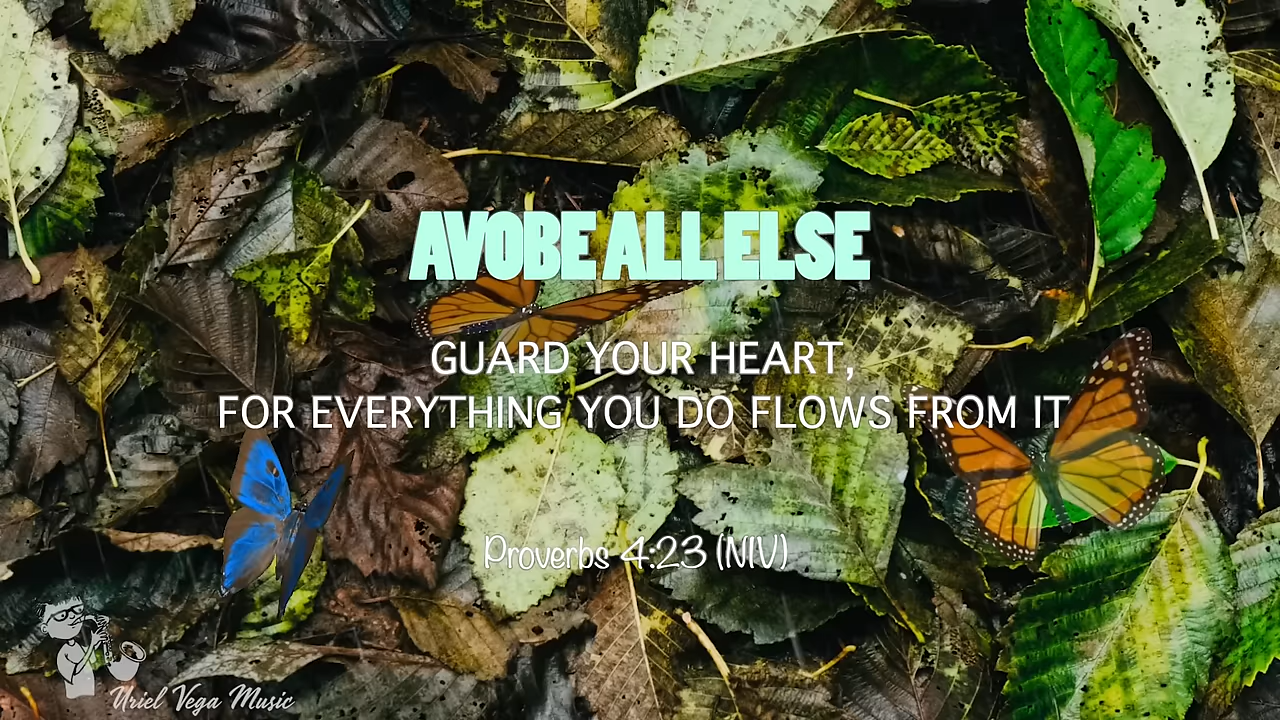 AVOBE ALL ELSE
GUARD YOUR HEART,
FOR EVERYTHING YOU DO FLOWS FROM IT
Proverbs 4:23 (NIV)
Uriel Vega Music